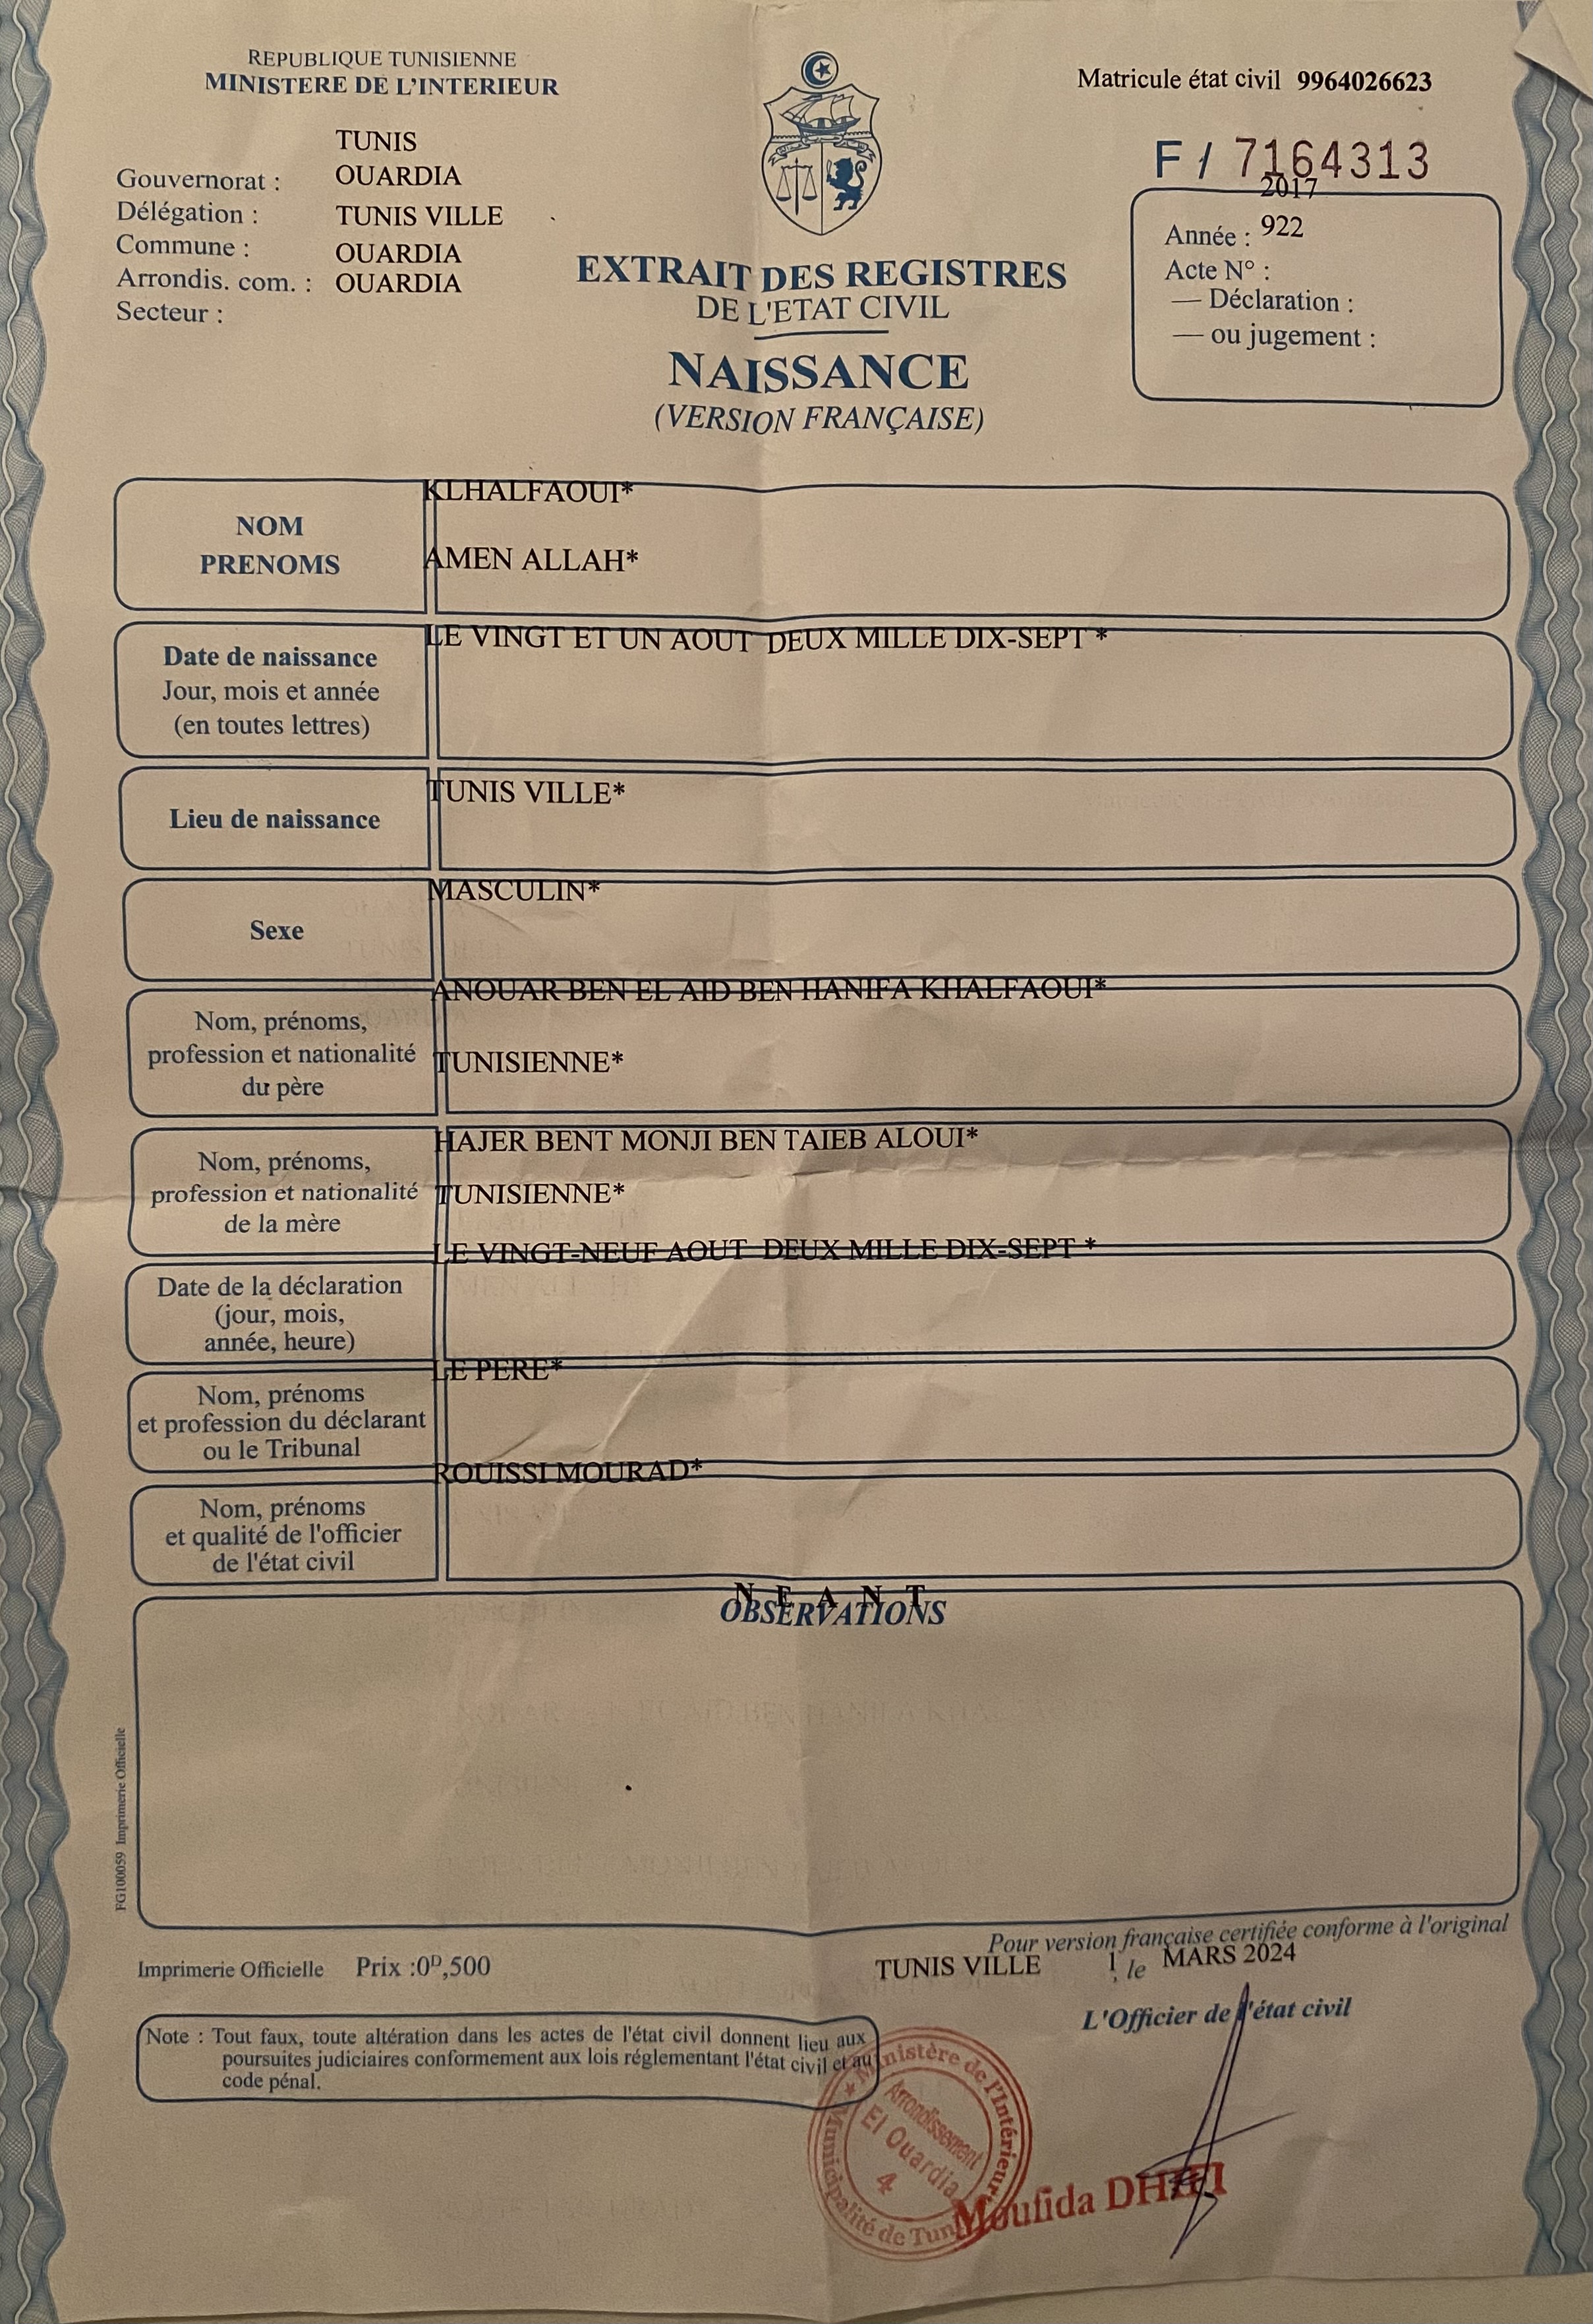 REPUBLIQUE TUNISIENNE
MINISTERE DE L'INTERIEUR
Matricule état civil 9964026623
F / 7164313
TUNIS
Gouvernorat : OUARDIA
Délégation : TUNIS VILLE
Commune : OUARDIA
Arrondis. com. : OUARDIA
Secteur :
2017
Année : 922
Acte N° :
— Déclaration :
— ou jugement :
EXTRAIT DES REGISTRES
DE L'ETAT CIVIL
NAISSANCE
(VERSION FRANÇAISE)
NOM
PRENOMS
KLHALFAOUI*
AMEN ALLAH*
Date de naissance
Jour, mois et année
(en toutes lettres)
LE VINGT ET UN AOUT DEUX MILLE DIX-SEPT *
Lieu de naissance
TUNIS VILLE*
Sexe
MASCULIN*
Nom, prénoms,
profession et nationalité
du père
ANOUAR BEN EL AID BEN HANIFA KHALFAOUI*
TUNISIENNE*
Nom, prénoms,
profession et nationalité
de la mère
HAJER BENT MONJI BEN TAIEB ALOUI*
TUNISIENNE*
Date de la déclaration
(jour, mois,
année, heure)
LE VINGT-NEUF AOUT DEUX MILLE DIX-SEPT *
Nom, prénoms
et profession du déclarant
ou le Tribunal
LE PERE*
Nom, prénoms
et qualité de l'officier
de l'état civil
ROUISSI MOURAD*
N E A N T
OBSERVATIONS
FG100059 Imprimerie Officielle
Pour version française certifiée conforme à l'original
Imprimerie Officielle Prix :0ᴰ,500
TUNIS VILLE 1, le MARS 2024
L'Officier de l'état civil
Note : Tout faux, toute altération dans les actes de l'état civil donnent lieu aux
poursuites judiciaires conformement aux lois réglementant l'état civil et au
code pénal.
Ministère de l'Intérieur
Municipalité de Tunis
Arrondissement
El Ouardia
4
Moufida